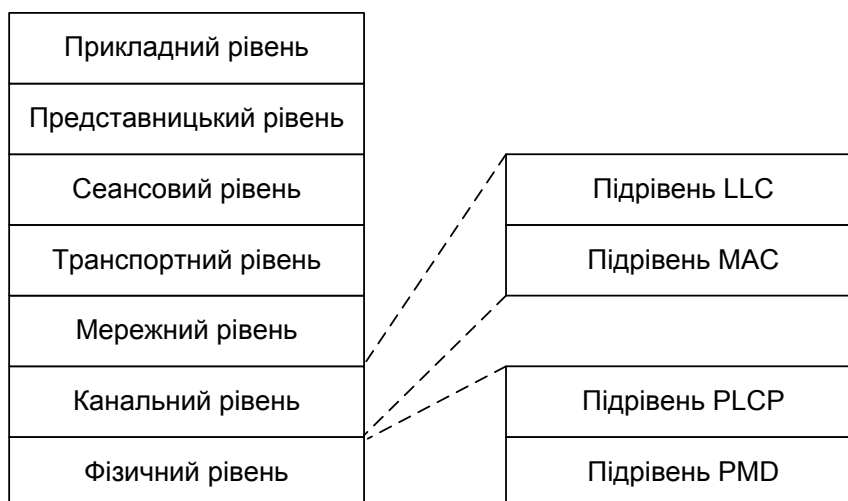 Прикладний рівень
Представницький рівень
Сеансовий рівень
Транспортний рівень
Мережний рівень
Канальний рівень
Фізичний рівень
Підрівень LLC
Підрівень MAC
Підрівень PLCP
Підрівень PMD